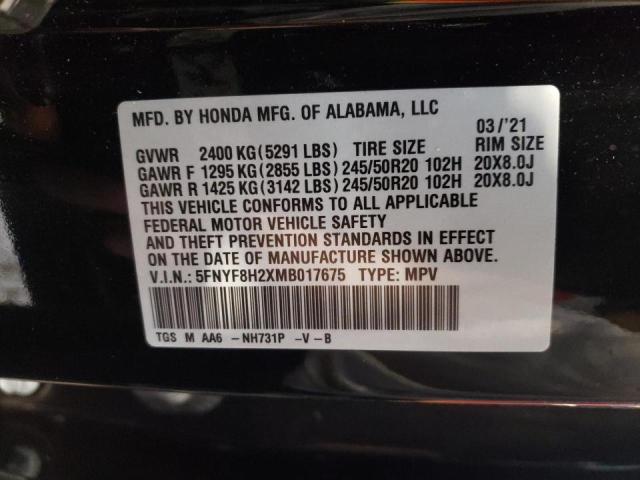 MFD. BY HONDA MFG. OF ALABAMA, LLC
03/'21
GVWR 2400 KG(5291 LBS) TIRE SIZE RIM SIZE
GAWR F 1295 KG(2855 LBS) 245/50R20 102H 20X8.0J
GAWR R 1425 KG(3142 LBS) 245/50R20 102H 20X8.0J
THIS VEHICLE CONFORMS TO ALL APPLICABLE
FEDERAL MOTOR VEHICLE SAFETY
AND THEFT PREVENTION STANDARDS IN EFFECT
ON THE DATE OF MANUFACTURE SHOWN ABOVE.
V.I.N.: 5FNYF8H2XMB017675 TYPE: MPV
TGS M AA6 -NH731P -V-B